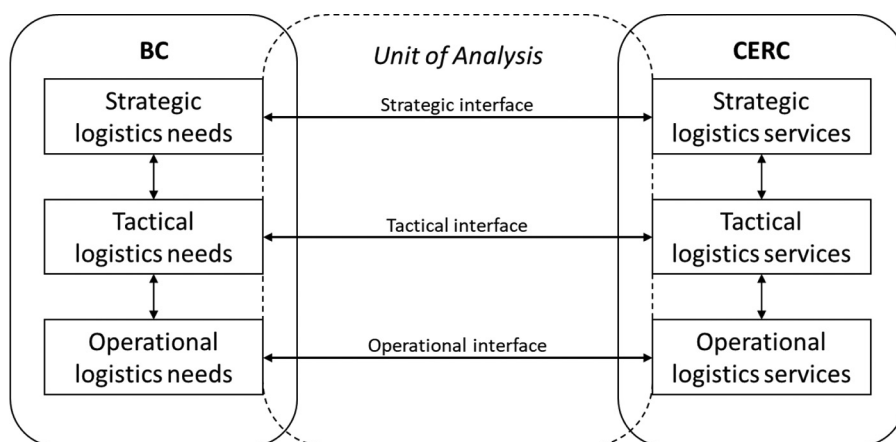 BC
Unit of Analysis
CERC
Strategic
logistics needs
Strategic interface
Strategic
logistics services
Tactical
logistics needs
Tactical interface
Tactical
logistics services
Operational
logistics needs
Operational interface
Operational
logistics services